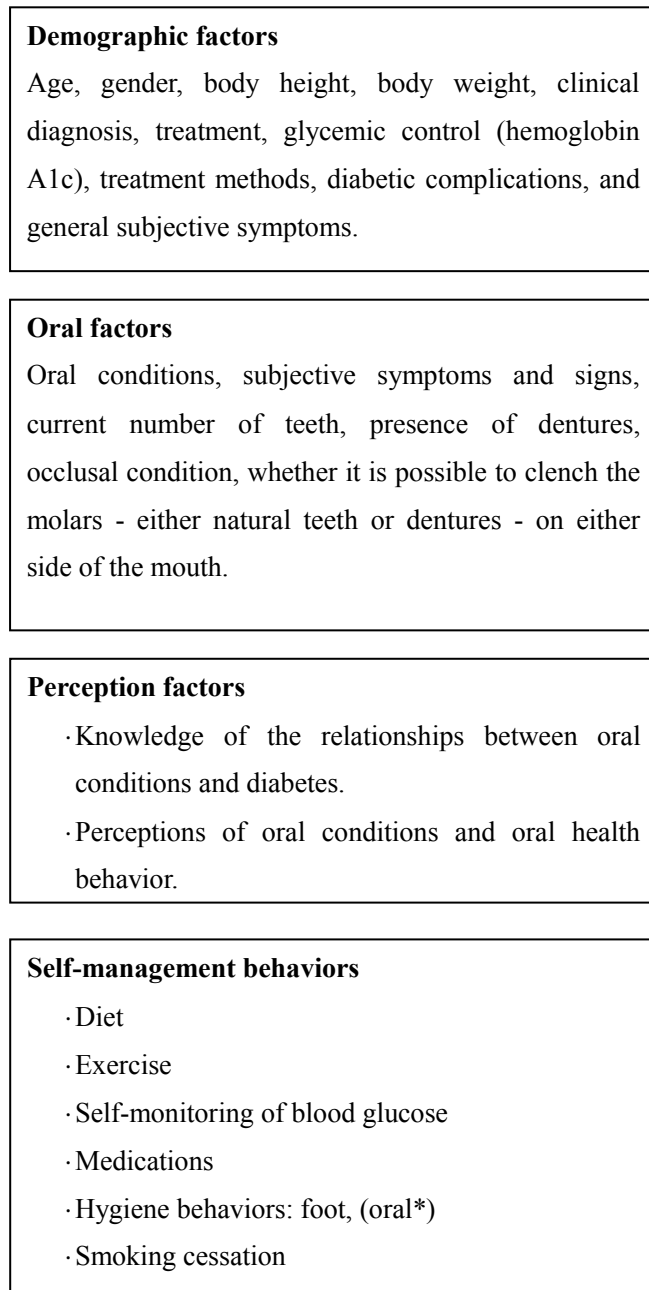 Demographic factors
Age, gender, body height, body weight, clinical
diagnosis, treatment, glycemic control (hemoglobin
A1c), treatment methods, diabetic complications, and
general subjective symptoms.
Oral factors
Oral conditions, subjective symptoms and signs,
current number of teeth, presence of dentures,
occlusal condition, whether it is possible to clench the
molars - either natural teeth or dentures - on either
side of the mouth.
Perception factors
·Knowledge of the relationships between oral
conditions and diabetes.
·Perceptions of oral conditions and oral health
behavior.
Self-management behaviors
·Diet
·Exercise
·Self-monitoring of blood glucose
·Medications
·Hygiene behaviors: foot, (oral*)
·Smoking cessation